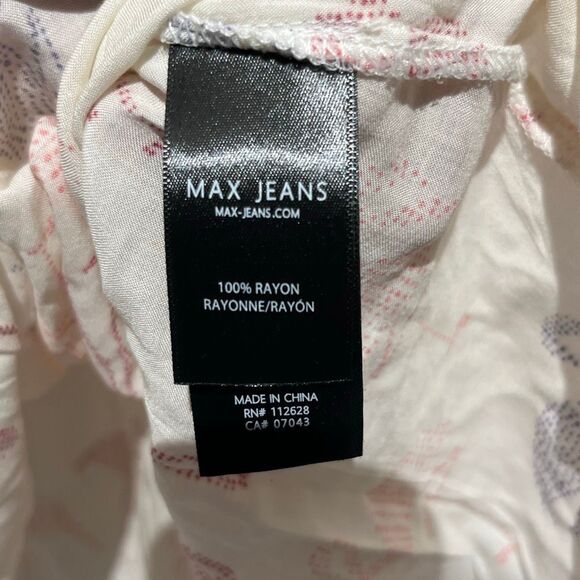 MAX JEANS
MAX-JEANS.COM
100% RAYON
RAYONNE/RAYÓN
MADE IN CHINA
RN# 112628
CA# 07043